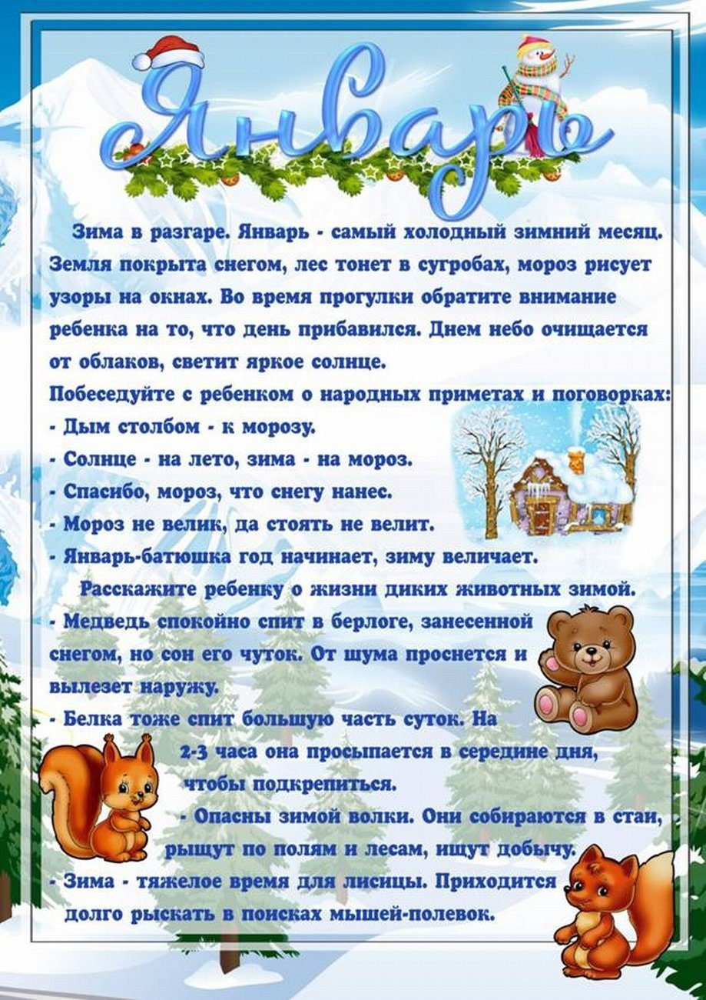 Январь
Зима в разгаре. Январь - самый холодный зимний месяц.
Земля покрыта снегом, лес тонет в сугробах, мороз рисует
узоры на окнах. Во время прогулки обратите внимание
ребенка на то, что день прибавился. Днем небо очищается
от облаков, светит яркое солнце.
Побеседуйте с ребенком о народных приметах и поговорках:
- Дым столбом - к морозу.
- Солнце - на лето, зима - на мороз.
- Спасибо, мороз, что снегу нанес.
- Мороз не велик, да стоять не велит.
- Январь-батюшка год начинает, зиму величает.
Расскажите ребенку о жизни диких животных зимой.
- Медведь спокойно спит в берлоге, занесенной
снегом, но сон его чуток. От шума проснется и
вылезет наружу.
- Белка тоже спит большую часть суток. На
2-3 часа она просыпается в середине дня,
чтобы подкрепиться.
- Опасны зимой волки. Они собираются в стаи,
рыщут по полям и лесам, ищут добычу.
- Зима - тяжелое время для лисицы. Приходится
долго рыскать в поисках мышей-полевок.